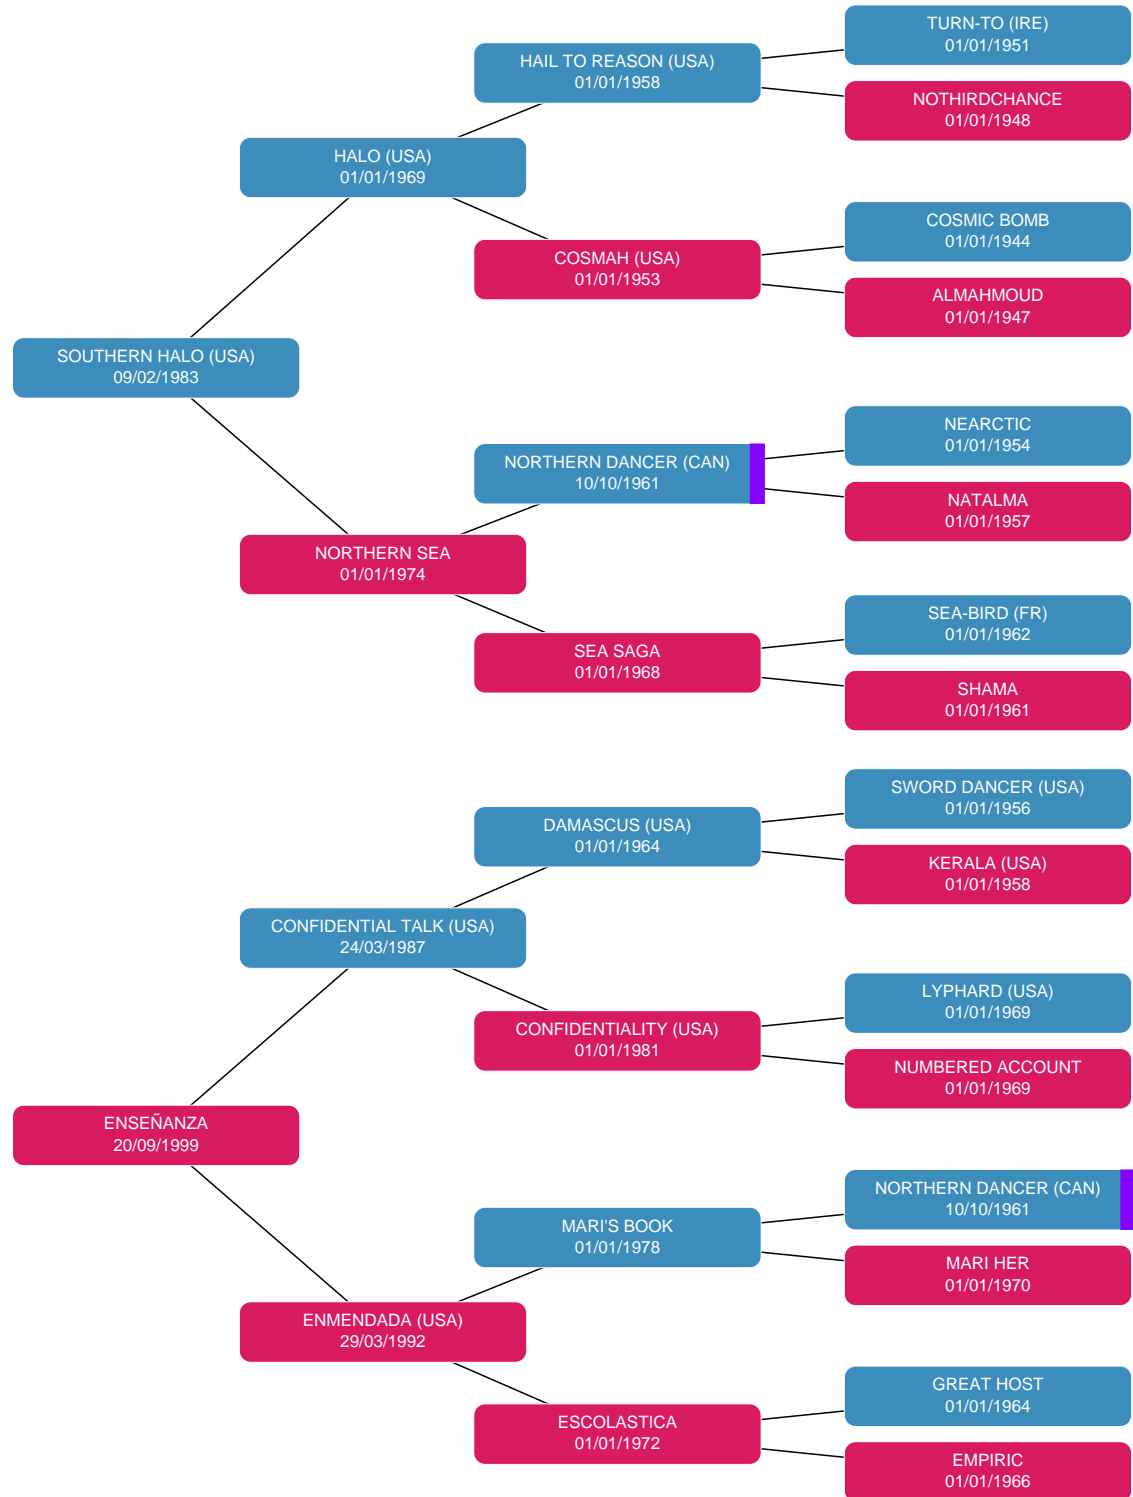 TURN-TO (IRE)
01/01/1951
HAIL TO REASON (USA)
01/01/1958
NOTHIRDCHANCE
01/01/1948
HALO (USA)
01/01/1969
COSMIC BOMB
01/01/1944
COSMAH (USA)
01/01/1953
ALMAHMOUD
01/01/1947
SOUTHERN HALO (USA)
09/02/1983
NEARCTIC
01/01/1954
NORTHERN DANCER (CAN)
10/10/1961
NATALMA
01/01/1957
NORTHERN SEA
01/01/1974
SEA-BIRD (FR)
01/01/1962
SEA SAGA
01/01/1968
SHAMA
01/01/1961
SWORD DANCER (USA)
01/01/1956
DAMASCUS (USA)
01/01/1964
KERALA (USA)
01/01/1958
CONFIDENTIAL TALK (USA)
24/03/1987
LYPHARD (USA)
01/01/1969
CONFIDENTIALITY (USA)
01/01/1981
NUMBERED ACCOUNT
01/01/1969
ENSEÑANZA
20/09/1999
NORTHERN DANCER (CAN)
10/10/1961
MARI'S BOOK
01/01/1978
MARI HER
01/01/1970
ENMENDADA (USA)
29/03/1992
GREAT HOST
01/01/1964
ESCOLASTICA
01/01/1972
EMPIRIC
01/01/1966